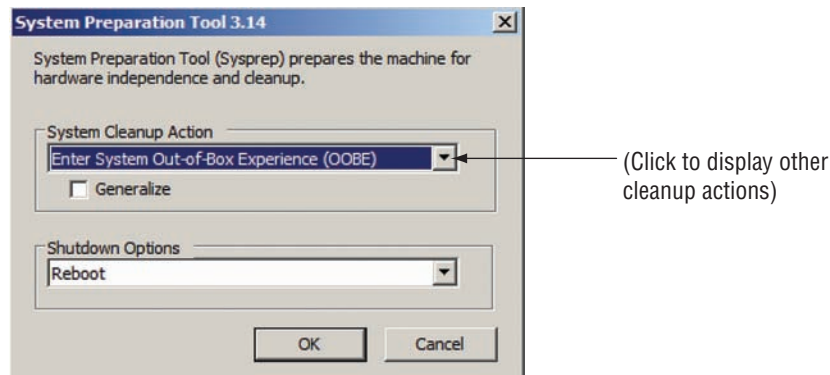 System Preparation Tool 3.14
System Preparation Tool (Sysprep) prepares the machine for
hardware independence and cleanup.
System Cleanup Action
Enter System Out-of-Box Experience (OOBE)
Generalize
Shutdown Options
Reboot
OK Cancel
(Click to display other
cleanup actions)